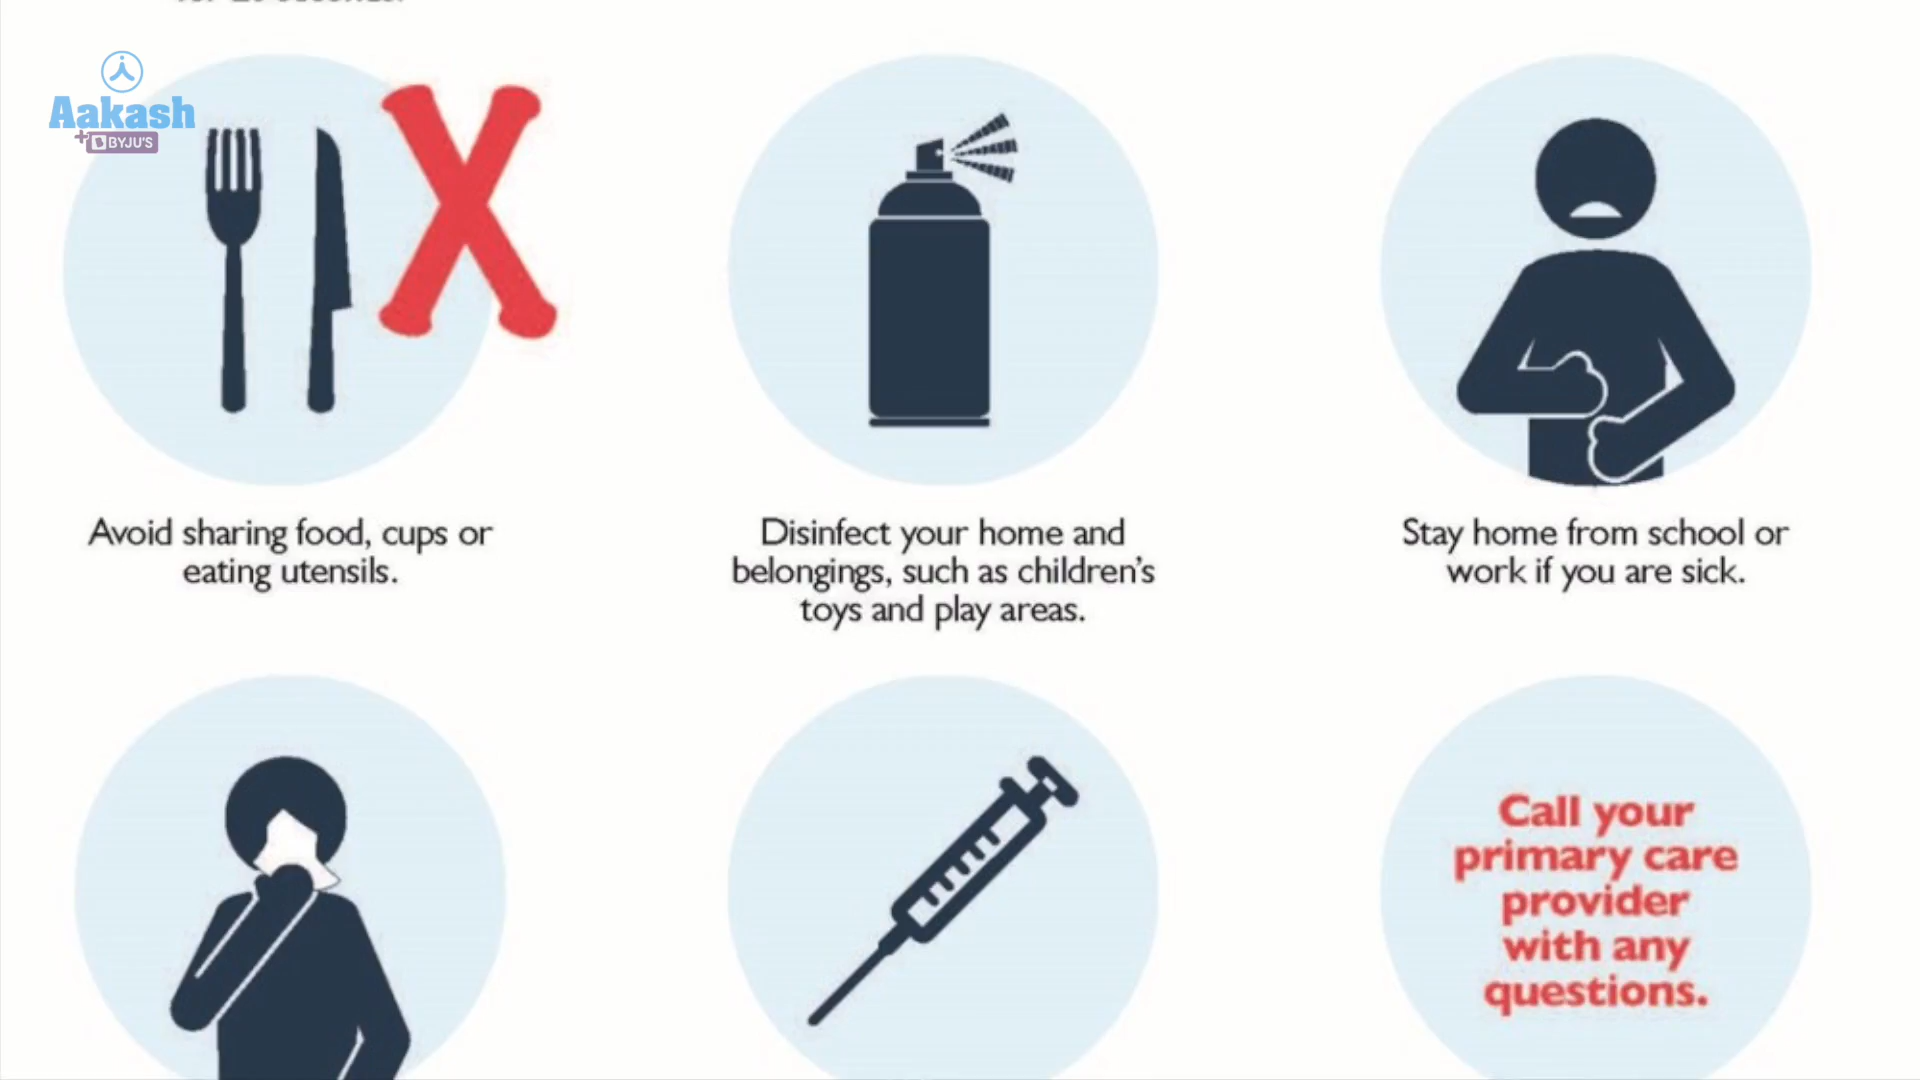 Aakash
+BYJU'S
Avoid sharing food, cups or
eating utensils.
Disinfect your home and
belongings, such as children's
toys and play areas.
Stay home from school or
work if you are sick.
Call your
primary care
provider
with any
questions.